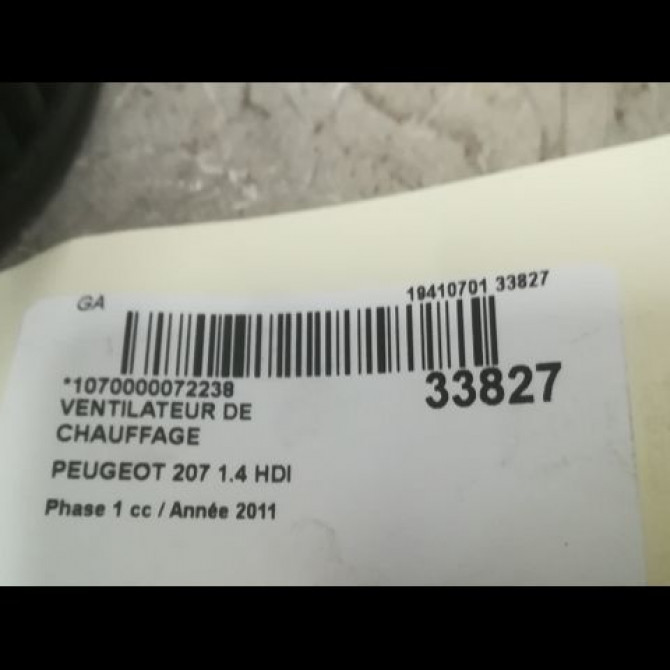 GA
19410701 33827
*1070000072238
33827
VENTILATEUR DE
CHAUFFAGE
PEUGEOT 207 1.4 HDI
Phase 1 cc / Année 2011